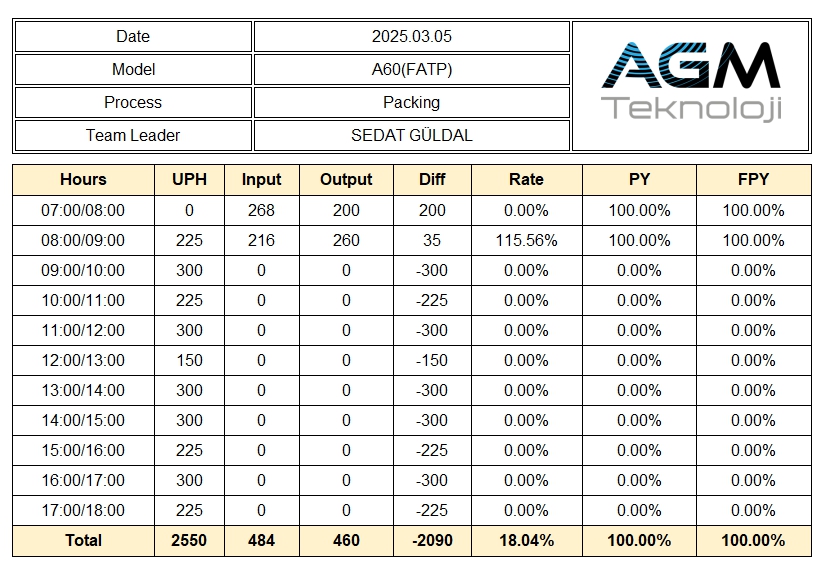 Date 2025.03.05
Model A60(FATP)
Process Packing
Team Leader SEDAT GÜLDAL
AGM
Teknoloji
Hours UPH Input Output Diff Rate PY FPY
07:00/08:00 0 268 200 200 0.00% 100.00% 100.00%
08:00/09:00 225 216 260 35 115.56% 100.00% 100.00%
09:00/10:00 300 0 0 -300 0.00% 0.00% 0.00%
10:00/11:00 225 0 0 -225 0.00% 0.00% 0.00%
11:00/12:00 300 0 0 -300 0.00% 0.00% 0.00%
12:00/13:00 150 0 0 -150 0.00% 0.00% 0.00%
13:00/14:00 300 0 0 -300 0.00% 0.00% 0.00%
14:00/15:00 300 0 0 -300 0.00% 0.00% 0.00%
15:00/16:00 225 0 0 -225 0.00% 0.00% 0.00%
16:00/17:00 300 0 0 -300 0.00% 0.00% 0.00%
17:00/18:00 225 0 0 -225 0.00% 0.00% 0.00%
Total 2550 484 460 -2090 18.04% 100.00% 100.00%